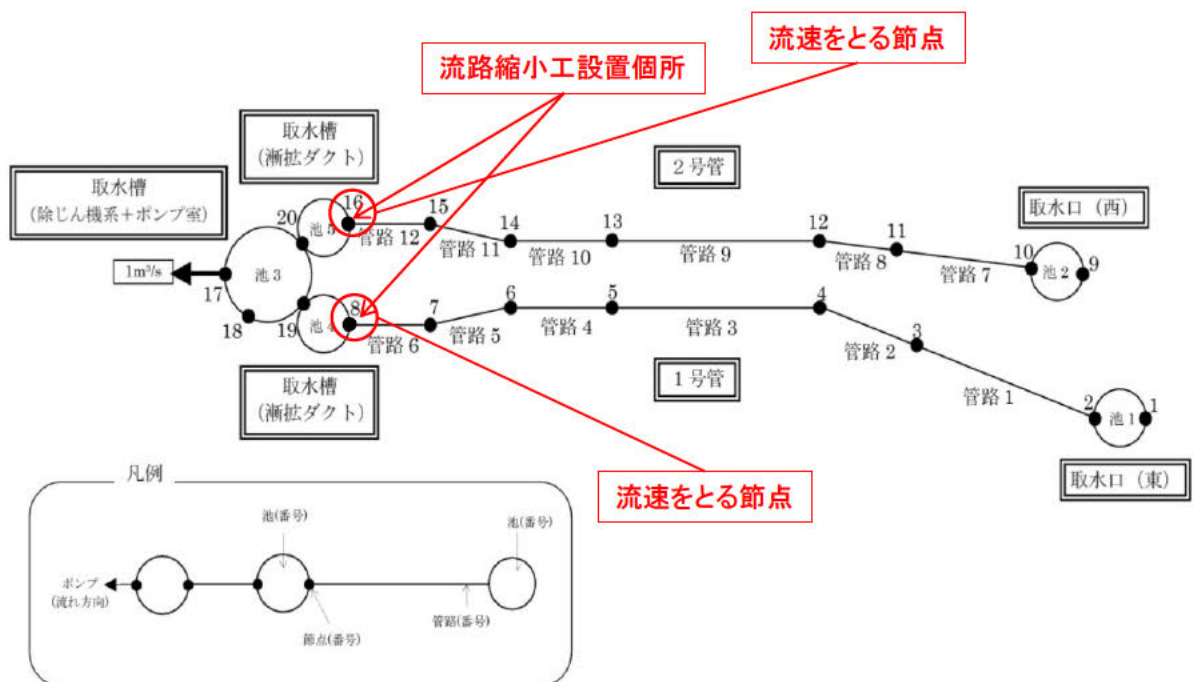 流速をとる節点
流路縮小工設置個所
取水槽
(漸拡ダクト)
２号管
取水槽
(除じん機系＋ポンプ室)
取水口（西）
16
15
14
13
12
11
10
9
20
池5
管路 12
管路 11
管路 10
管路 9
管路 8
管路 7
池2
1m³/s
池3
17
18
19
池4
8
7
6
5
4
3
管路 6
管路 5
管路 4
管路 3
管路 2
管路 1
2
池1
1
取水槽
(漸拡ダクト)
１号管
取水口（東）
流速をとる節点
凡例
池(番号)
池(番号)
ポンプ
(流れ方向)
節点(番号)
管路(番号)